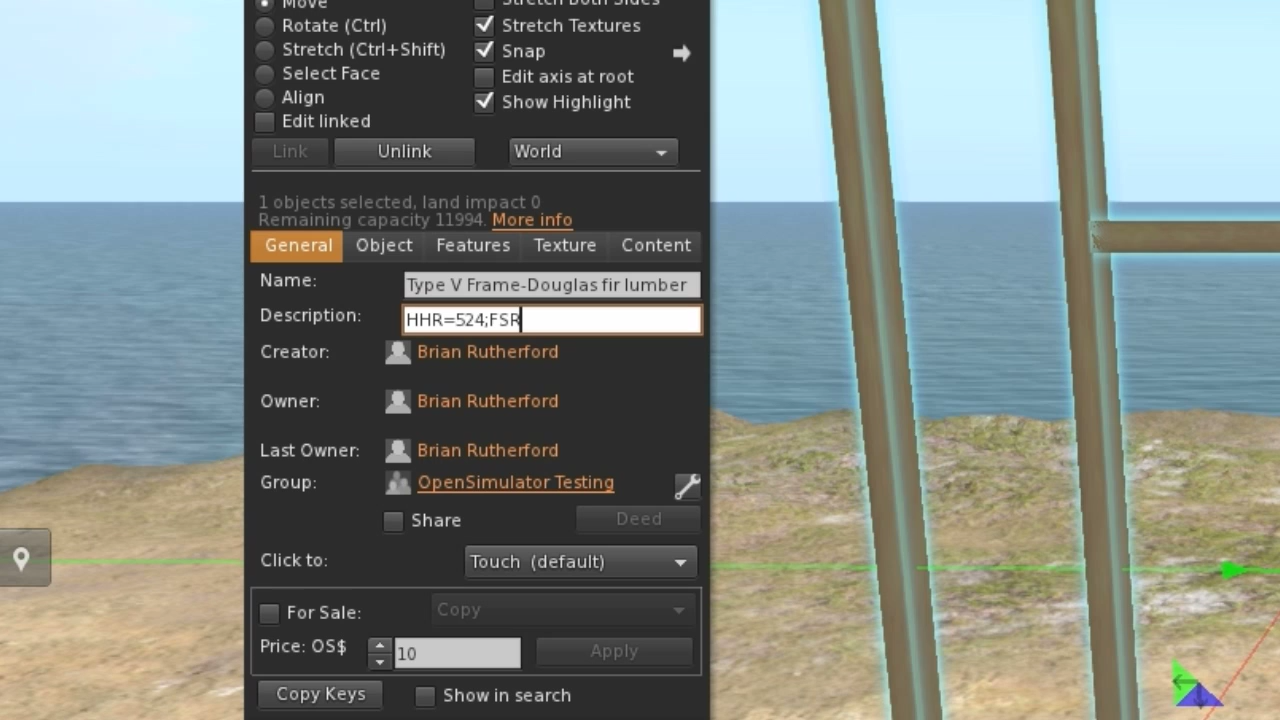 Move
Stretch Both Sides
Rotate (Ctrl)
Stretch Textures
Stretch (Ctrl+Shift)
Snap
Select Face
Edit axis at root
Align
Show Highlight
Edit linked
Link
Unlink
World
1 objects selected, land impact 0
Remaining capacity 11994. More info
General Object Features Texture Content
Name: Type V Frame-Douglas fir lumber
Description: HHR=524;FSR
Creator: Brian Rutherford
Owner: Brian Rutherford
Last Owner: Brian Rutherford
Group: OpenSimulator Testing
Share Deed
Click to: Touch (default)
For Sale: Copy
Price: OS$ 10 Apply
Copy Keys Show in search